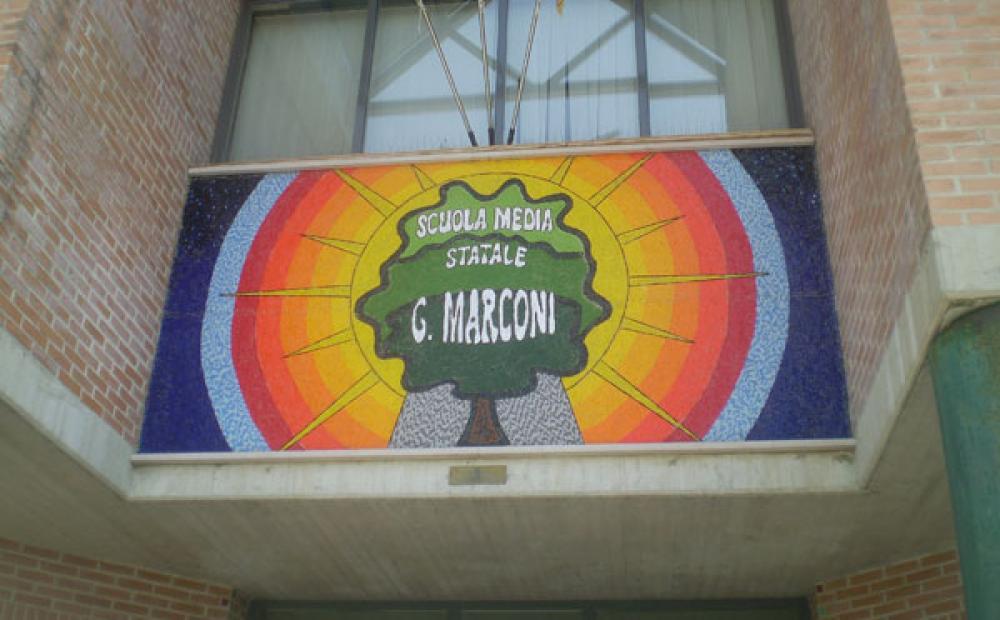 SCUOLA MEDIA
STATALE
G. MARCONI